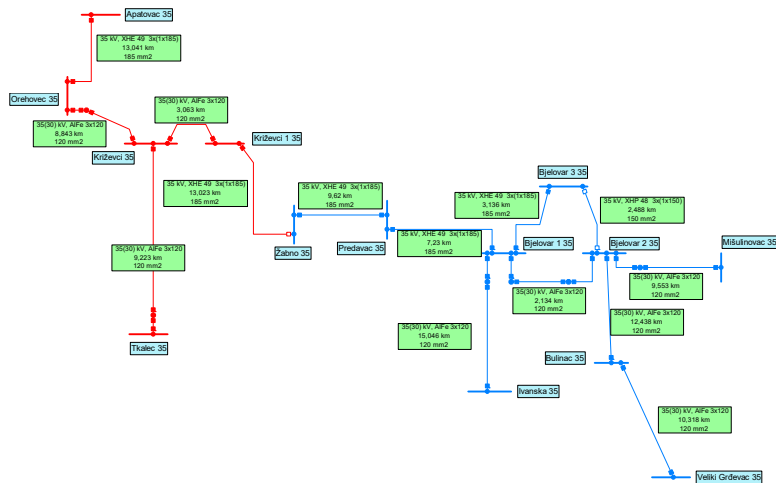 Apatovac 35
35 kV, XHE 49  3x(1x185)
13,041 km
185 mm2
Orehovec 35
35(30) kV, AlFe 3x120
8,843 km
120 mm2
35(30) kV, AlFe 3x120
3,063 km
120 mm2
Križevci 35
Križevci 1 35
35 kV, XHE 49  3x(1x185)
13,023 km
185 mm2
35(30) kV, AlFe 3x120
9,223 km
120 mm2
Tkalec 35
Žabno 35
35 kV, XHE 49  3x(1x185)
9,62 km
185 mm2
Predavac 35
35 kV, XHE 49  3x(1x185)
7,23 km
185 mm2
Bjelovar 3 35
35 kV, XHE 49  3x(1x185)
3,136 km
185 mm2
35 kV, XHP 48  3x(1x150)
2,488 km
150 mm2
Bjelovar 1 35
Bjelovar 2 35
Mišulinovac 35
35(30) kV, AlFe 3x120
2,134 km
120 mm2
35(30) kV, AlFe 3x120
9,553 km
120 mm2
35(30) kV, AlFe 3x120
12,438 km
120 mm2
35(30) kV, AlFe 3x120
15,046 km
120 mm2
Bulinac 35
Ivanska 35
35(30) kV, AlFe 3x120
10,318 km
120 mm2
Veliki Grđevac 35